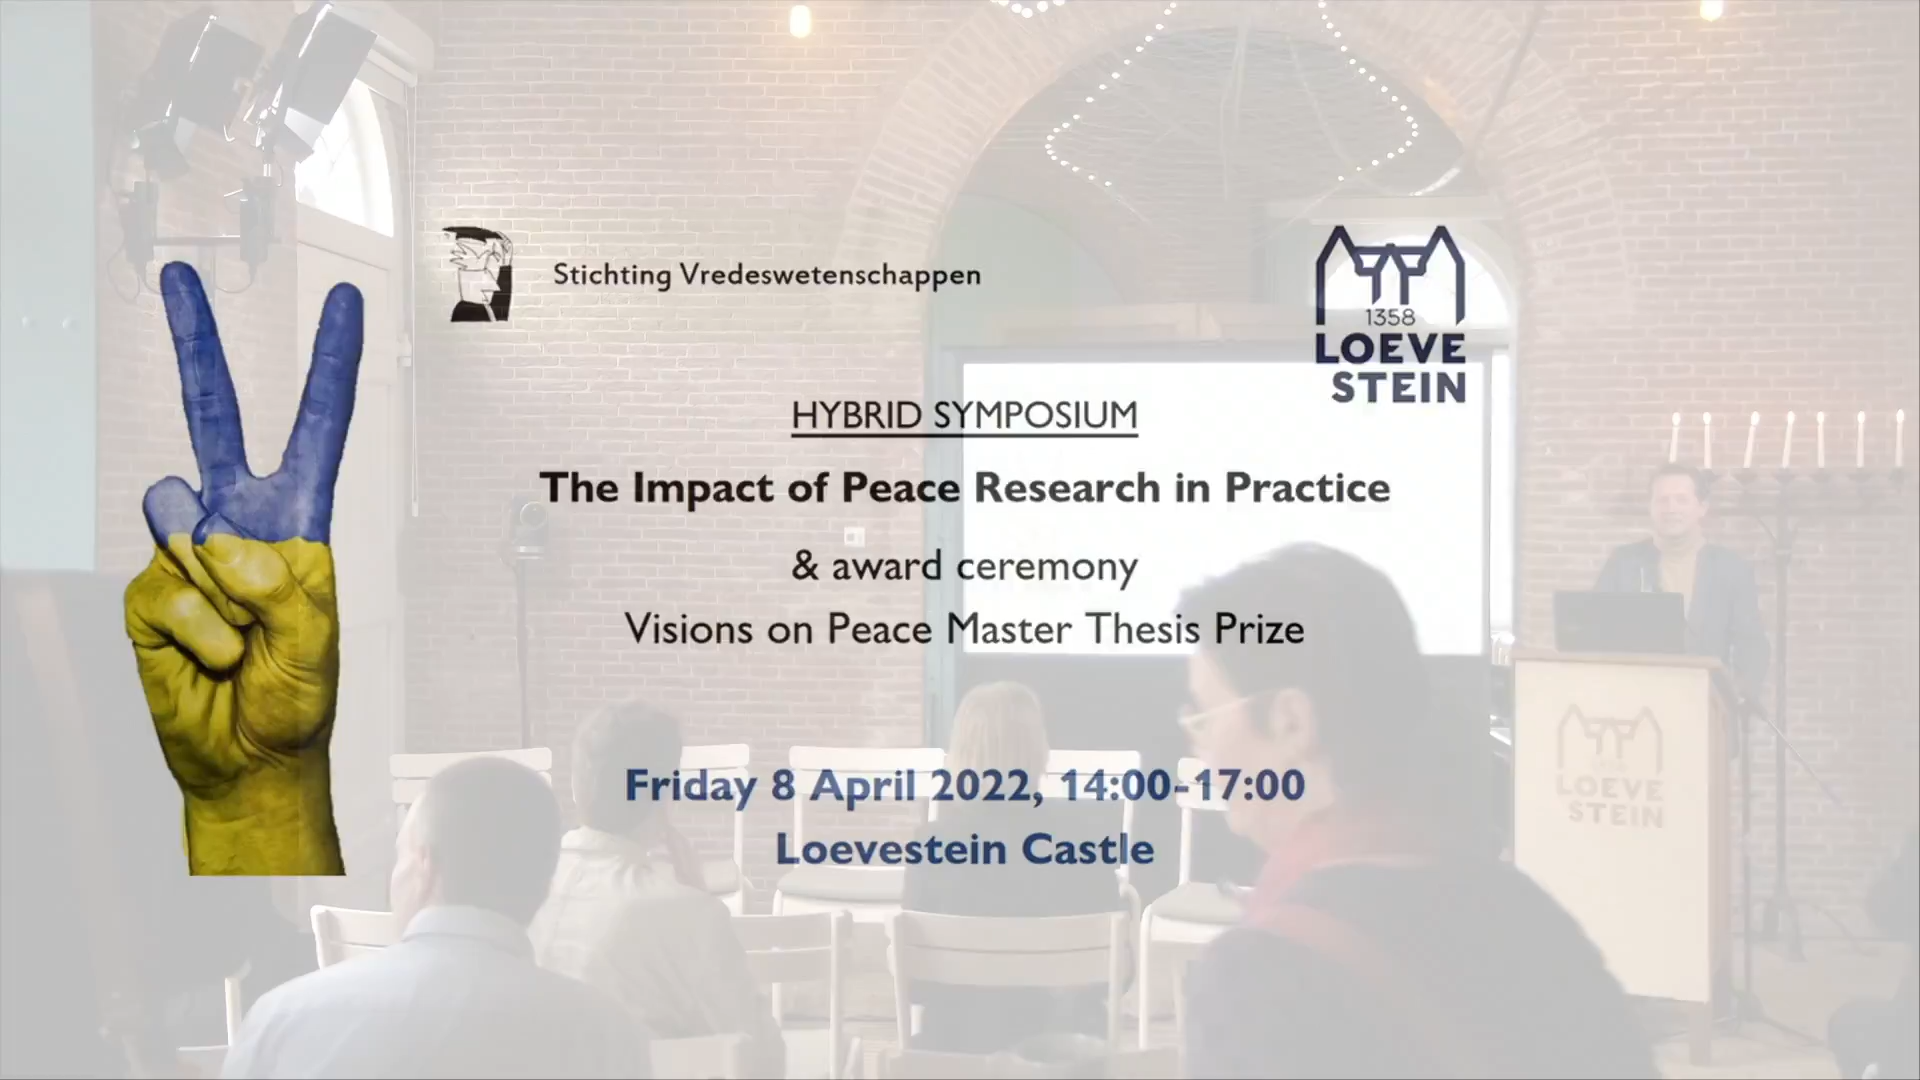 Stichting Vredeswetenschappen
1358
LOEVE
STEIN
HYBRID SYMPOSIUM
The Impact of Peace Research in Practice
& award ceremony
Visions on Peace Master Thesis Prize
Friday 8 April 2022, 14:00-17:00
Loevestein Castle
LOEVE
STEIN